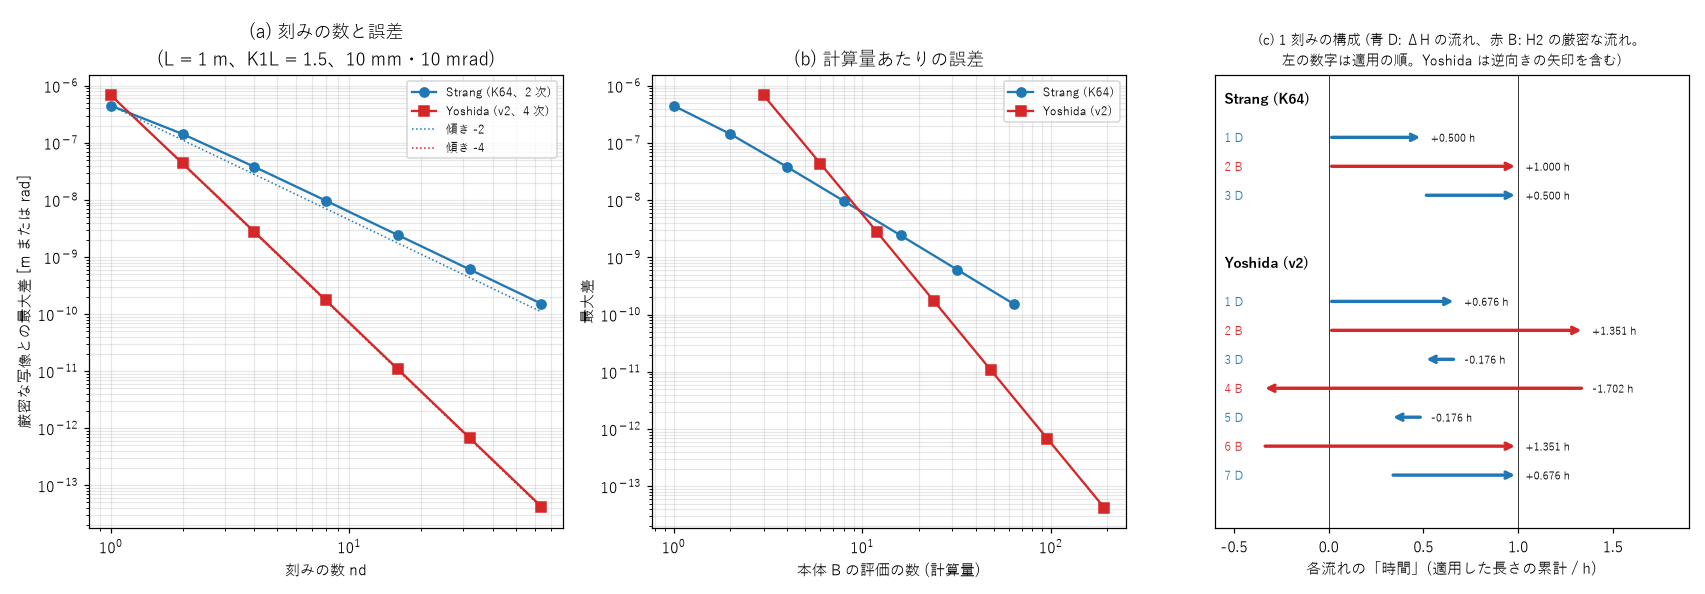 (a) 刻みの数と誤差
(L = 1 m、K1L = 1.5、10 mm・10 mrad)
厳密な写像との最大差 [m または rad]
10⁻⁶
10⁻⁷
10⁻⁸
10⁻⁹
10⁻¹⁰
10⁻¹¹
10⁻¹²
10⁻¹³
Strang (K64、2 次)
Yoshida (v2、4 次)
傾き -2
傾き -4
10⁰
10¹
刻みの数 nd
(b) 計算量あたりの誤差
最大差
10⁻⁶
10⁻⁷
10⁻⁸
10⁻⁹
10⁻¹⁰
10⁻¹¹
10⁻¹²
10⁻¹³
Strang (K64)
Yoshida (v2)
10⁰
10¹
10²
本体 B の評価の数 (計算量)
(c) 1 刻みの構成 (青 D: ΔH の流れ、赤 B: H2 の厳密な流れ。
左の数字は適用の順。Yoshida は逆向きの矢印を含む)
Strang (K64)
1 D +0.500 h
2 B +1.000 h
3 D +0.500 h
Yoshida (v2)
1 D +0.676 h
2 B +1.351 h
3 D -0.176 h
4 B -1.702 h
5 D -0.176 h
6 B +1.351 h
7 D +0.676 h
-0.5 0.0 0.5 1.0 1.5
各流れの「時間」(適用した長さの累計 / h)